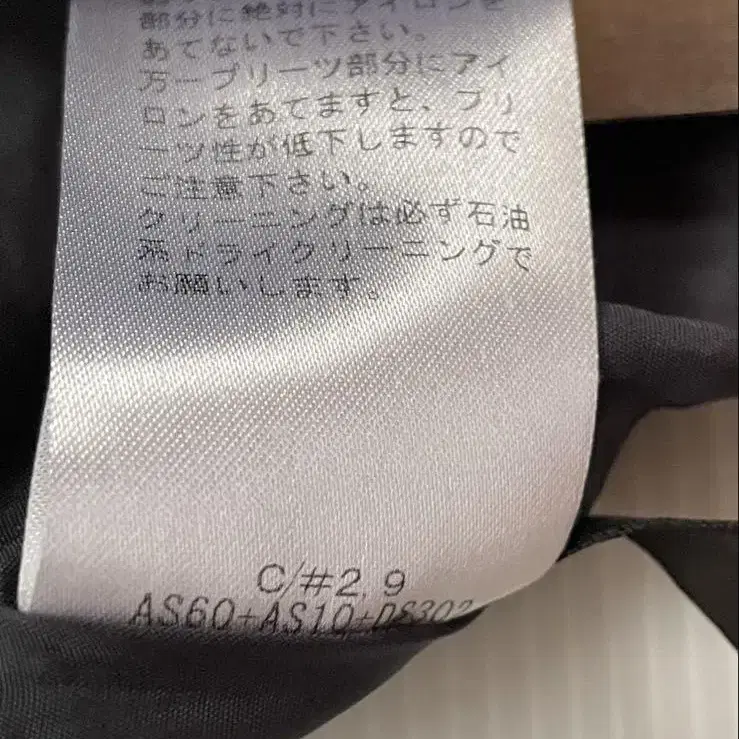 部分に絶対にアイロンを
あてないで下さい。
万一プリーツ部分にアイ
ロンをあてますと、プリ
ーツ性が低下しますので
ご注意下さい。
クリーニングは必ず石油
系ドライクリーニングで
お願いします。
C/#2,9
AS60+AS10+DS302